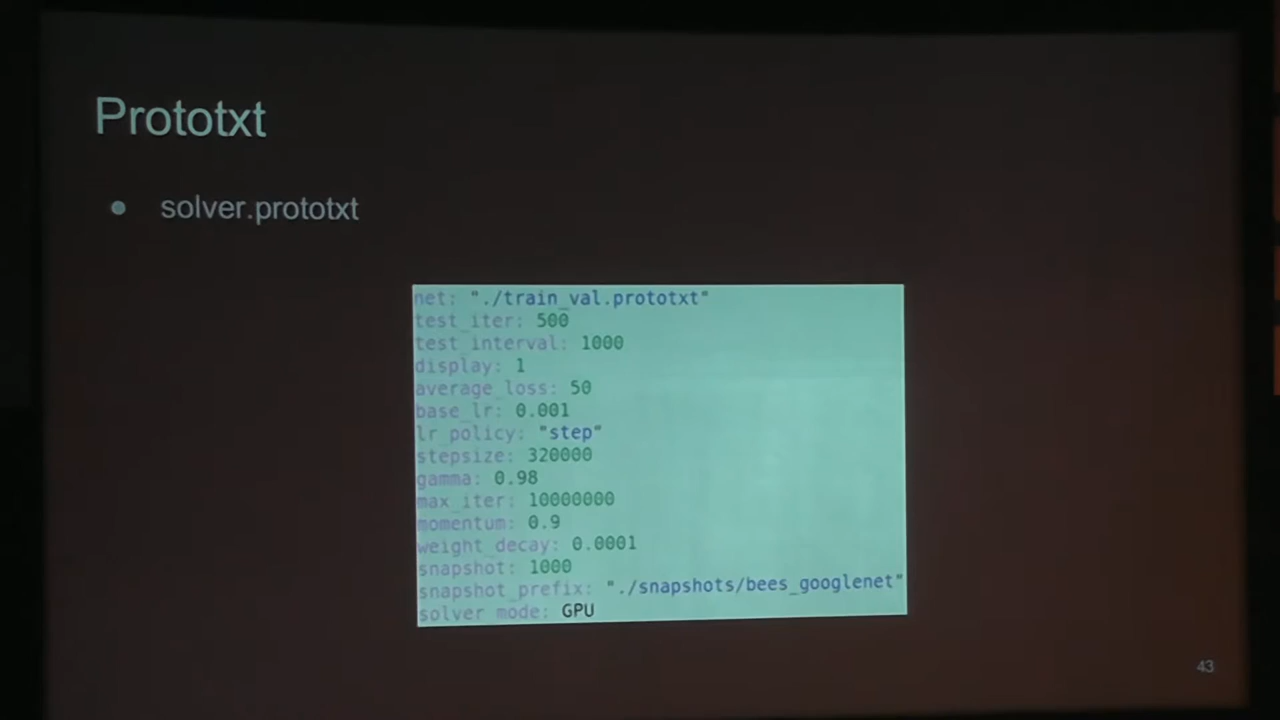 Prototxt
● solver.prototxt
net: "./train_val.prototxt"
test_iter: 500
test_interval: 1000
display: 1
average_loss: 50
base_lr: 0.001
lr_policy: "step"
stepsize: 320000
gamma: 0.98
max_iter: 10000000
momentum: 0.9
weight_decay: 0.0001
snapshot: 1000
snapshot_prefix: "./snapshots/bees_googlenet"
solver_mode: GPU
43